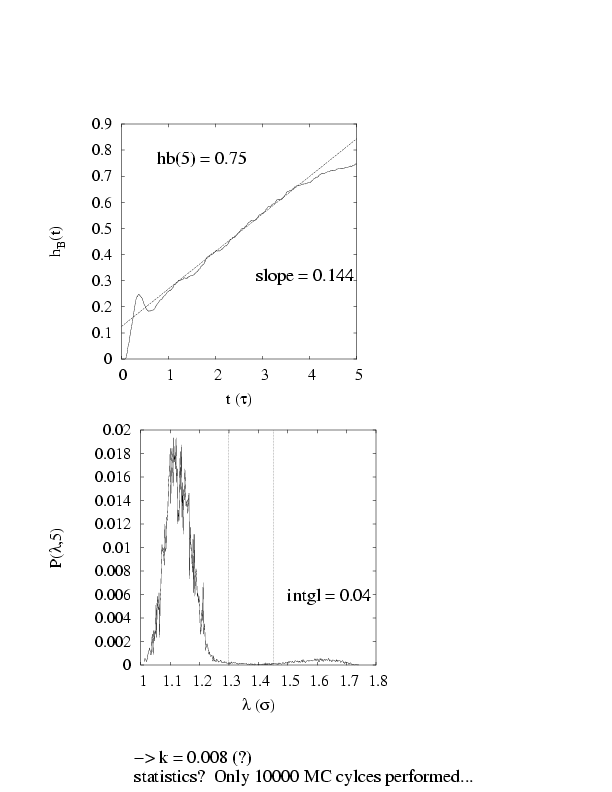 0.9
0.8
hb(5) = 0.75
0.7
0.6
0.5
h_B(t)
0.4
0.3
slope = 0.144
0.2
0.1
0
0 1 2 3 4 5
t (τ)
0.02
0.018
0.016
0.014
0.012
P(λ,5)
0.01
0.008
0.006
intgl = 0.04
0.004
0.002
0
1 1.1 1.2 1.3 1.4 1.5 1.6 1.7 1.8
λ (σ)
−> k = 0.008 (?)
statistics? Only 10000 MC cylces performed...